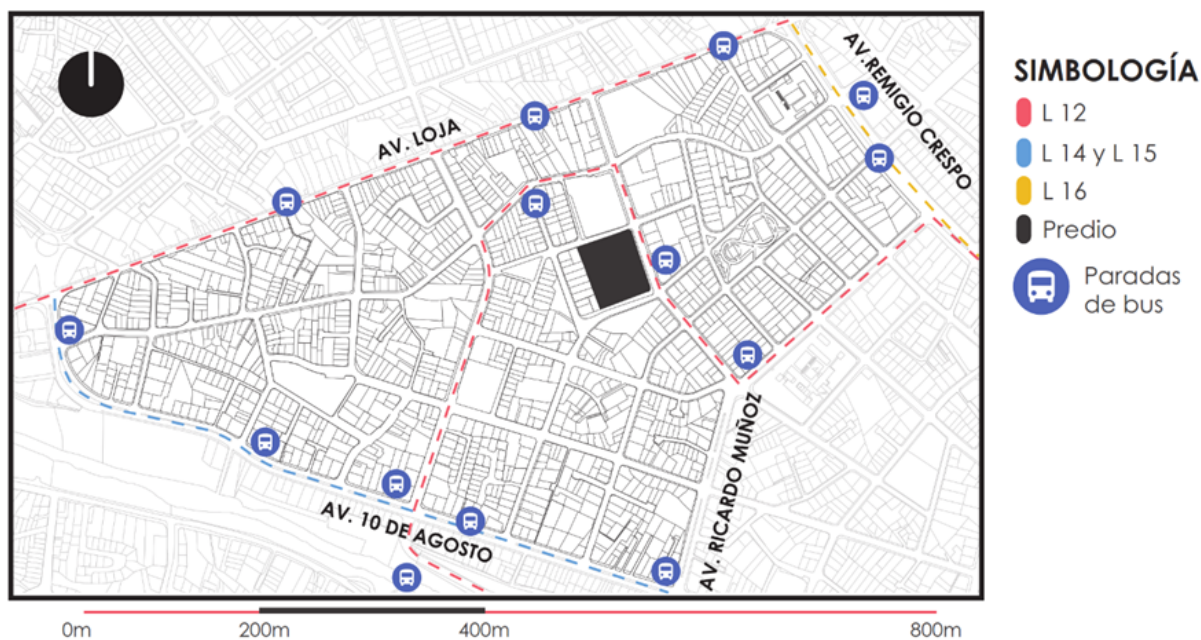 AV. LOJA
AV.REMIGIO CRESPO
AV. 10 DE AGOSTO
AV. RICARDO MUÑOZ
SIMBOLOGÍA
L 12
L 14 y L 15
L 16
Predio
Paradas
de bus
0m
200m
400m
800m